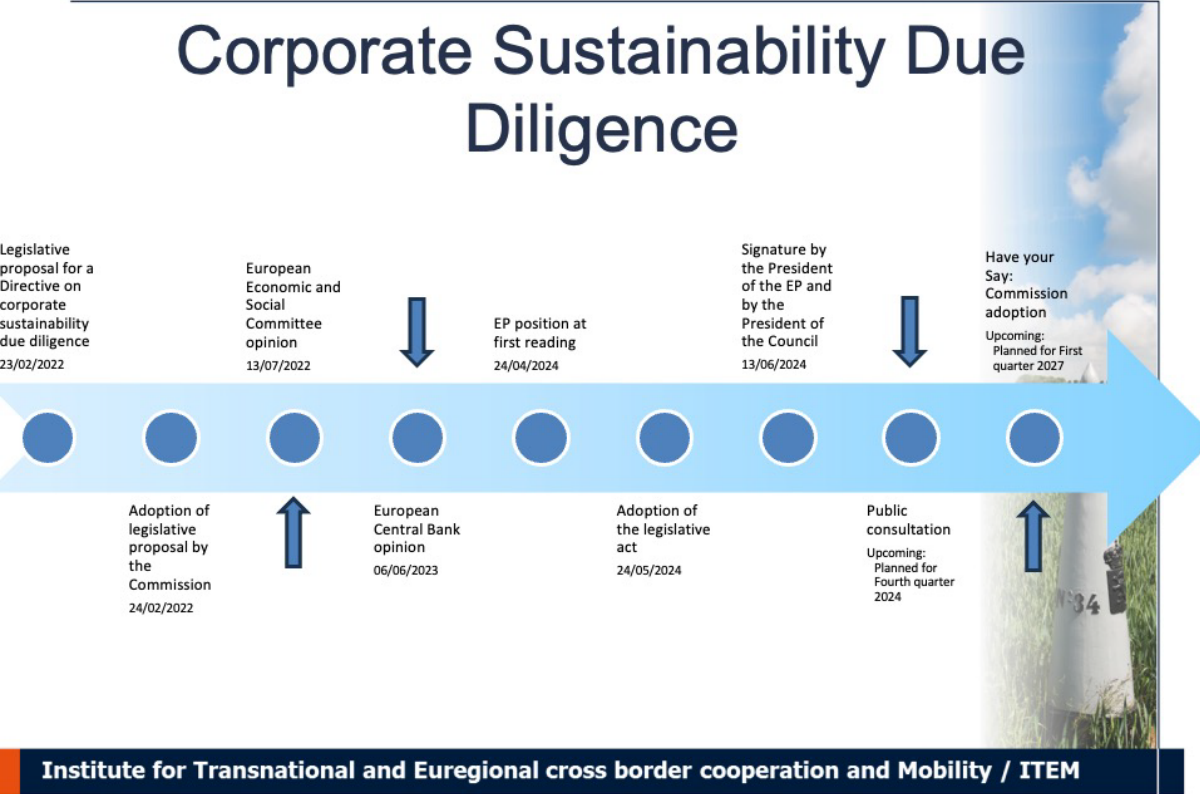 Corporate Sustainability Due
Diligence
Legislative
proposal for a
Directive on
corporate
sustainability
due diligence
23/02/2022
Adoption of
legislative
proposal by
the
Commission
24/02/2022
European
Economic and
Social
Committee
opinion
13/07/2022
European
Central Bank
opinion
06/06/2023
EP position at
first reading
24/04/2024
Adoption of
the legislative
act
24/05/2024
Signature by
the President
of the EP and
by the
President of
the Council
13/06/2024
Public
consultation
Upcoming:
Planned for
Fourth quarter
2024
Have your
Say:
Commission
adoption
Upcoming:
Planned for First
quarter 2027
N°34
Institute for Transnational and Euregional cross border cooperation and Mobility / ITEM